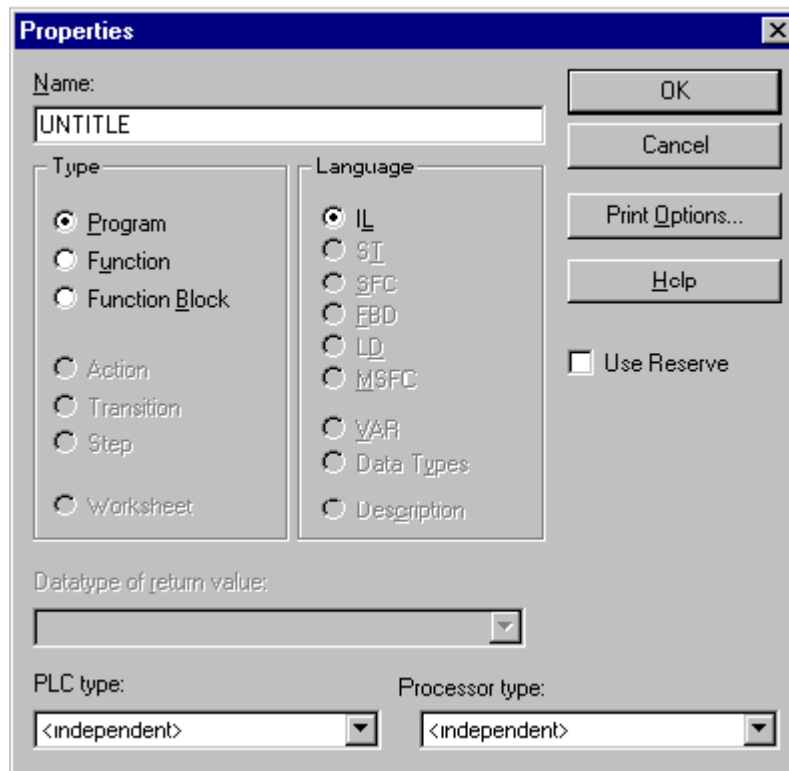 Properties
Name:
UNTITLE
Type
Program
Function
Function Block
Action
Transition
Step
Worksheet
Language
IL
ST
SFC
FBD
LD
MSFC
VAR
Data Types
Description
OK
Cancel
Print Options...
Help
Use Reserve
Datatype of return value:
PLC type:
<independent>
Processor type:
<independent>